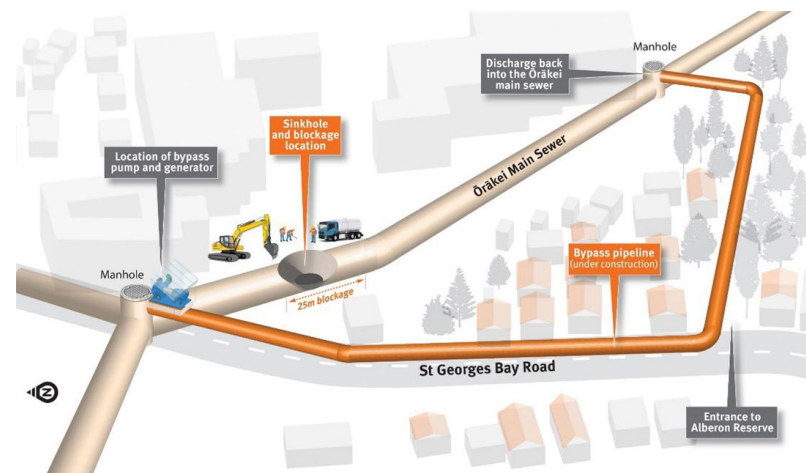 Manhole
Discharge back
into the Ōrākei
main sewer
Sinkhole
and blockage
location
Location of bypass
pump and generator
Ōrākei Main Sewer
Manhole
25m blockage
Bypass pipeline
(under construction)
St Georges Bay Road
Entrance to
Alberon Reserve
N